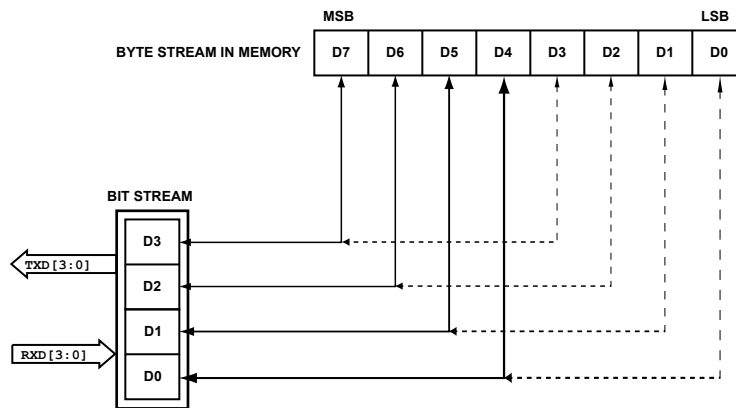 MSB LSB
BYTE STREAM IN MEMORY D7 D6 D5 D4 D3 D2 D1 D0
BIT STREAM
D3
TXD[3:0]
D2
D1
RXD[3:0]
D0